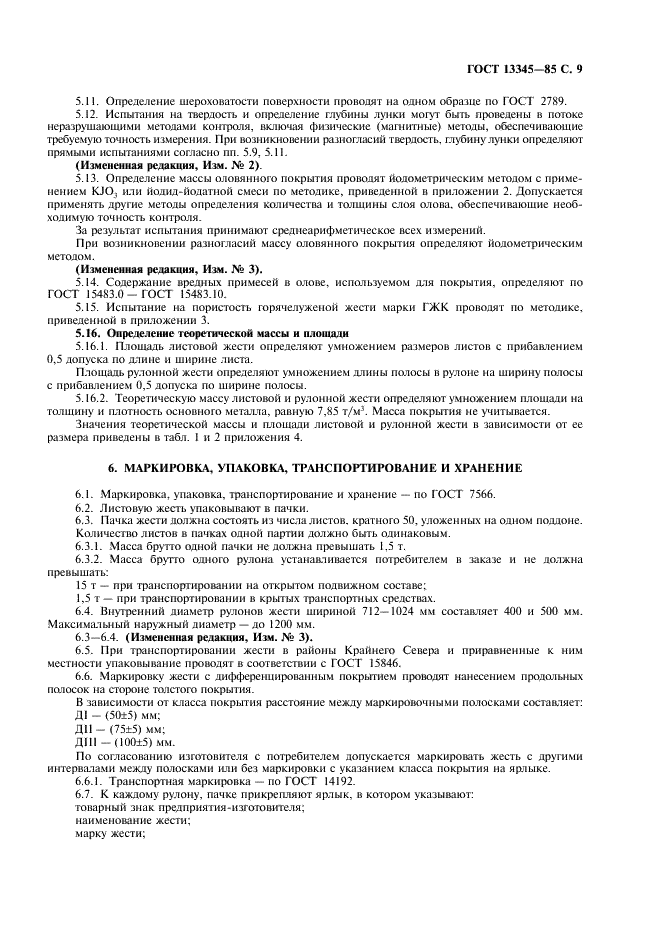 ГОСТ 13345—85 С. 9
5.11. Определение шероховатости поверхности проводят на одном образце по ГОСТ 2789.
5.12. Испытания на твердость и определение глубины лунки могут быть проведены в потоке
неразрушающими методами контроля, включая физические (магнитные) методы, обеспечивающие
требуемую точность измерения. При возникновении разногласий твердость, глубину лунки определяют
прямыми испытаниями согласно пп. 5.9, 5.11.
(Измененная редакция, Изм. № 2).
5.13. Определение массы оловянного покрытия проводят йодометрическим методом с приме-
нением KJO₃ или йодид-йодатной смеси по методике, приведенной в приложении 2. Допускается
применять другие методы определения количества и толщины слоя олова, обеспечивающие необ-
ходимую точность контроля.
За результат испытания принимают среднеарифметическое всех измерений.
При возникновении разногласий массу оловянного покрытия определяют йодометрическим
методом.
(Измененная редакция, Изм. № 3).
5.14. Содержание вредных примесей в олове, используемом для покрытия, определяют по
ГОСТ 15483.0 — ГОСТ 15483.10.
5.15. Испытание на пористость горячелуженой жести марки ГЖК проводят по методике,
приведенной в приложении 3.
5.16. Определение теоретической массы и площади
5.16.1. Площадь листовой жести определяют умножением размеров листов с прибавлением
0,5 допуска по длине и ширине листа.
Площадь рулонной жести определяют умножением длины полосы в рулоне на ширину полосы
с прибавлением 0,5 допуска по ширине полосы.
5.16.2. Теоретическую массу листовой и рулонной жести определяют умножением площади на
толщину и плотность основного металла, равную 7,85 т/м³. Масса покрытия не учитывается.
Значения теоретической массы и площади листовой и рулонной жести в зависимости от ее
размера приведены в табл. 1 и 2 приложения 4.
6. МАРКИРОВКА, УПАКОВКА, ТРАНСПОРТИРОВАНИЕ И ХРАНЕНИЕ
6.1. Маркировка, упаковка, транспортирование и хранение — по ГОСТ 7566.
6.2. Листовую жесть упаковывают в пачки.
6.3. Пачка жести должна состоять из числа листов, кратного 50, уложенных на одном поддоне.
Количество листов в пачках одной партии должно быть одинаковым.
6.3.1. Масса брутто одной пачки не должна превышать 1,5 т.
6.3.2. Масса брутто одного рулона устанавливается потребителем в заказе и не должна
превышать:
15 т — при транспортировании на открытом подвижном составе;
1,5 т — при транспортировании в крытых транспортных средствах.
6.4. Внутренний диаметр рулонов жести шириной 712—1024 мм составляет 400 и 500 мм.
Максимальный наружный диаметр — до 1200 мм.
6.3—6.4. (Измененная редакция, Изм. № 3).
6.5. При транспортировании жести в районы Крайнего Севера и приравненные к ним
местности упаковывание проводят в соответствии с ГОСТ 15846.
6.6. Маркировку жести с дифференцированным покрытием проводят нанесением продольных
полосок на стороне толстого покрытия.
В зависимости от класса покрытия расстояние между маркировочными полосками составляет:
ДI — (50±5) мм;
ДII — (75±5) мм;
ДIII — (100±5) мм.
По согласованию изготовителя с потребителем допускается маркировать жесть с другими
интервалами между полосками или без маркировки с указанием класса покрытия на ярлыке.
6.6.1. Транспортная маркировка — по ГОСТ 14192.
6.7. К каждому рулону, пачке прикрепляют ярлык, в котором указывают:
товарный знак предприятия-изготовителя;
наименование жести;
марку жести;